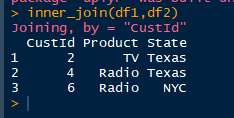 > inner_join(df1,df2)
Joining, by = "CustId"
CustId Product State
1 2 TV Texas
2 4 Radio Texas
3 6 Radio NYC
>